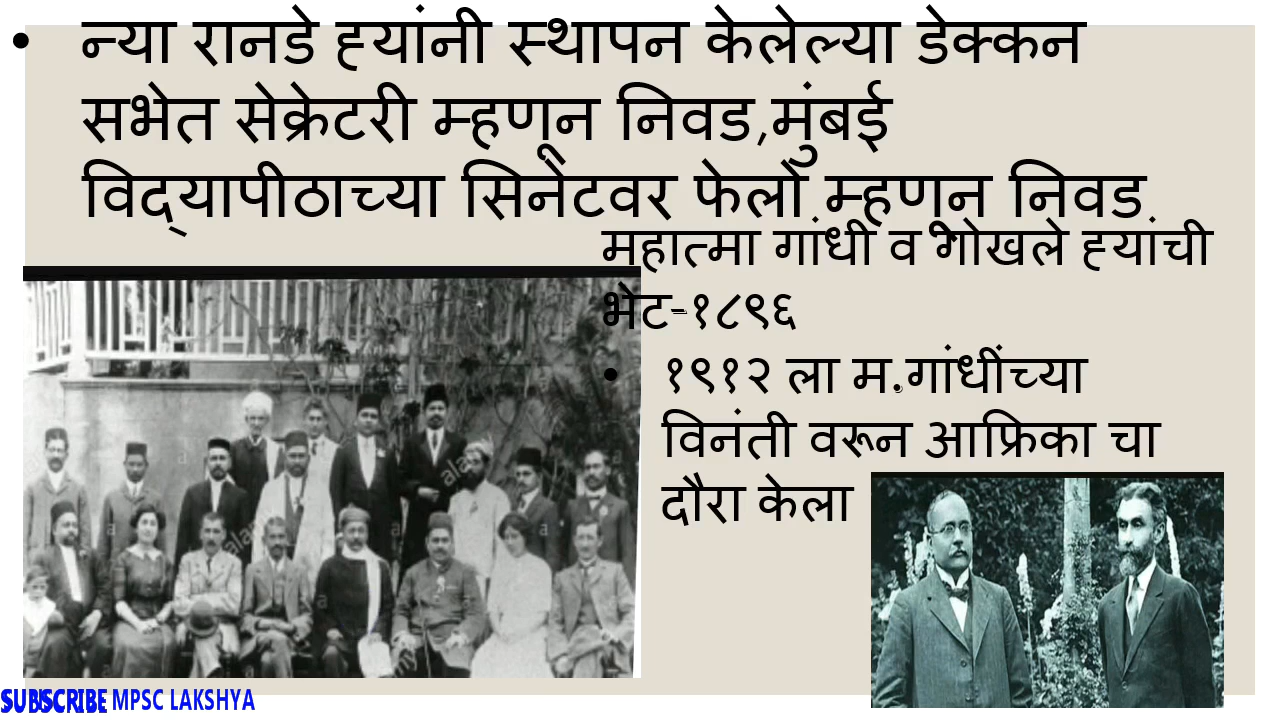 • न्या रानडे ह्यांनी स्थापन केलेल्या डेक्कन
सभेत सेक्रेटरी म्हणून निवड,मुंबई
विद्यापीठाच्या सिनेटवर फेलो म्हणून निवड
महात्मा गांधी व गोखले ह्यांची
भेट-१८९६
• १९१२ ला म.गांधींच्या
विनंती वरून आफ्रिका चा
दौरा केला
SUBSCRIBE MPSC LAKSHYA